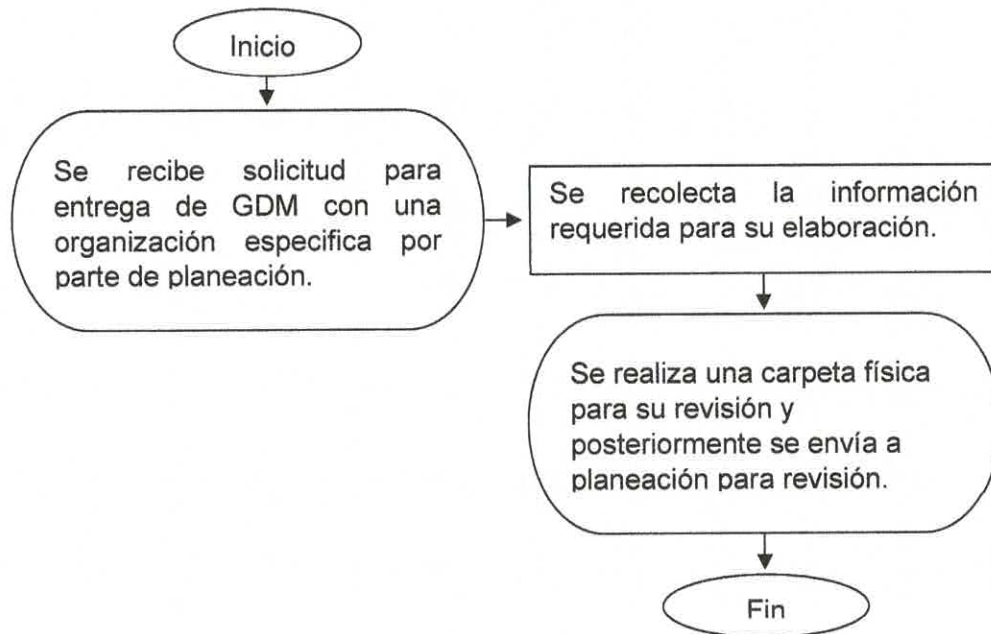 Inicio
Se recibe solicitud para
entrega de GDM con una
organización especifica por
parte de planeación.
Se recolecta la información
requerida para su elaboración.
Se realiza una carpeta física
para su revisión y
posteriormente se envía a
planeación para revisión.
Fin